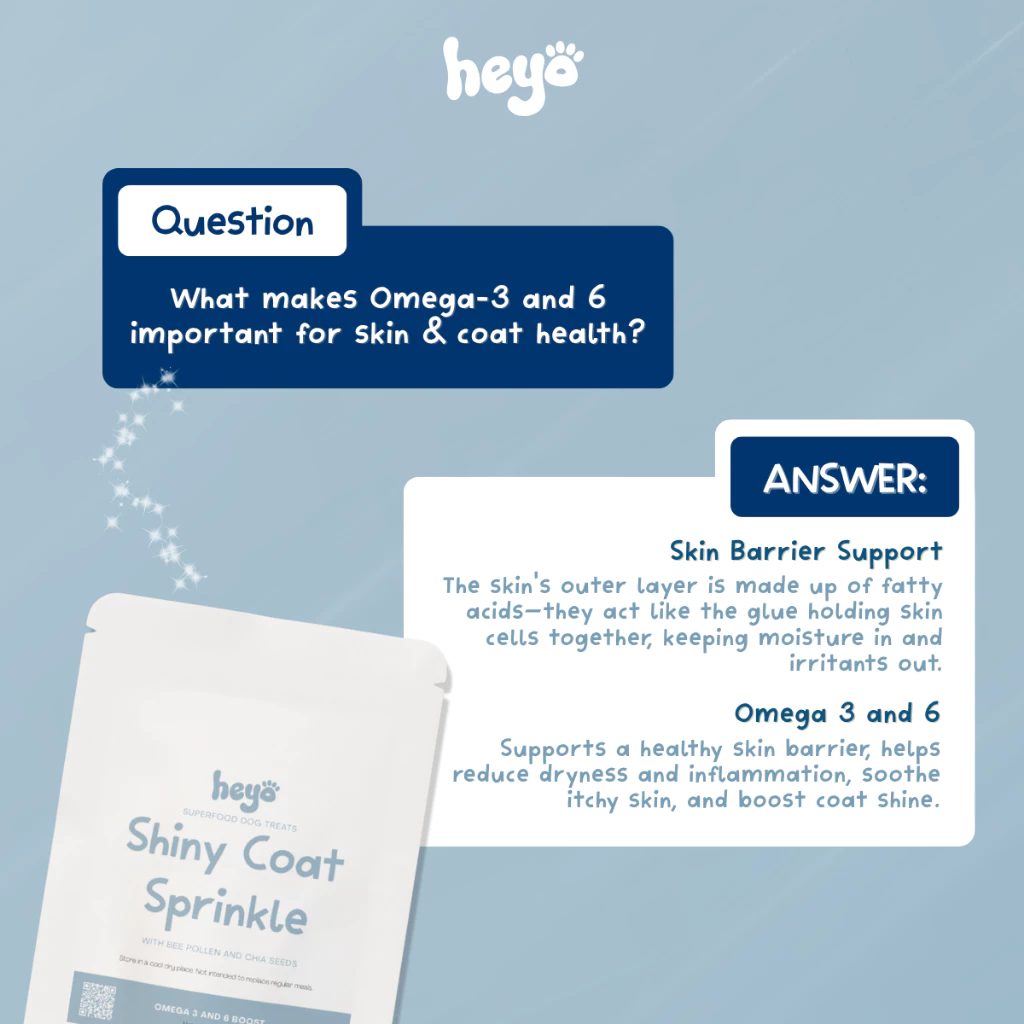 heyo
Question
What makes Omega-3 and 6
important for skin & coat health?
ANSWER:
Skin Barrier Support
The skin's outer layer is made up of fatty
acids—they act like the glue holding skin
cells together, keeping moisture in and
irritants out.
Omega 3 and 6
Supports a healthy skin barrier, helps
reduce dryness and inflammation, soothe
itchy skin, and boost coat shine.
heyo
SUPERFOOD DOG TREATS
Shiny Coat
Sprinkle
WITH BEE POLLEN AND CHIA SEEDS
Store in a cool dry place. Not intended to replace regular meals.
OMEGA 3 AND 6 BOOST